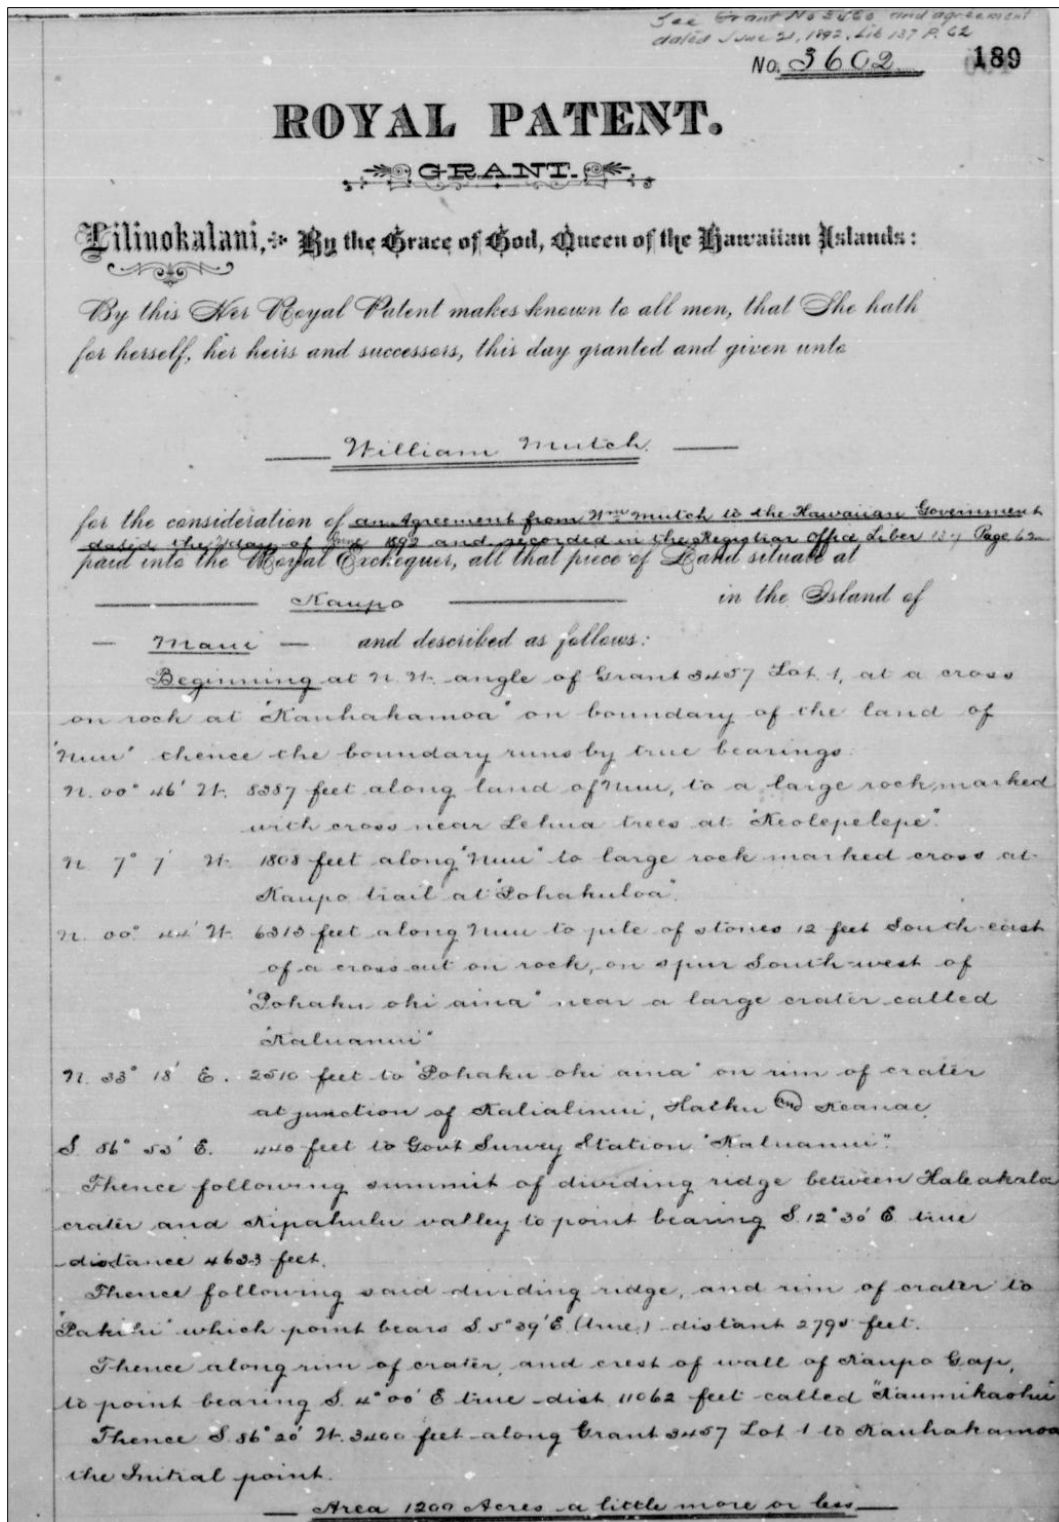 See Grant No 3460 and agreement
dated June 21, 1892, Lib 137 P. 62
No. 3602 189
ROYAL PATENT.
GRANT.
Liliuokalani, By the Grace of God, Queen of the Hawaiian Islands:
By this Her Royal Patent makes known to all men, that She hath
for herself, her heirs and successors, this day granted and given unto
William Mutch.
for the consideration of an Agreement from Wm Mutch to the Hawaiian Government
dated the day of June 1892 and recorded in the Registrar Office Liber 137 Page 62
paid into the Royal Exchequer, all that piece of Land situate at
Kaupo in the Island of
Maui and described as follows:
Beginning at N. W. angle of Grant 3457 Lot. 1, at a cross
on rock at "Kauhakamoa" on boundary of the land of
"Nuu" thence the boundary runs by true bearings.
N. 00° 46' W. 8387 feet along land of Nuu, to a large rock, marked
with cross near Lehua trees at "Keolepelepe".
N 7° 7' W. 1808 feet along "Nuu" to large rock marked cross at
Kaupo trail at "Pohakuloa".
N. 00° 44' W. 6313 feet along Nuu to pile of stones 12 feet South-east
of a cross cut on rock, on spur South-west of
"Pohaku oki aina" near a large crater called
"Kaluanui"
N. 33° 18' E. 2510 feet to "Pohaku oki aina" on rim of crater
at junction of Kalialinui, Haiku and Keanae.
S. 86° 53' E. 440 feet to Govt Survey Station "Kaluanui".
Thence following summit of dividing ridge between Haleakala
crater and Kipahulu valley to point bearing S. 12° 30' E. true
distance 4633 feet.
Thence following said dividing ridge, and rim of crater to
"Pakihi" which point bears S. 5° 39' E. (true) distant 2795 feet.
Thence along rim of crater, and crest of wall of Kaupo Gap,
to point bearing S. 4° 00' E true dist. 11062 feet called "Kaumikaohu"
Thence S 86° 20' W. 3400 feet along Grant 3457 Lot 1 to Kauhakamoa
the Initial point.
Area 1200 Acres a little more or less